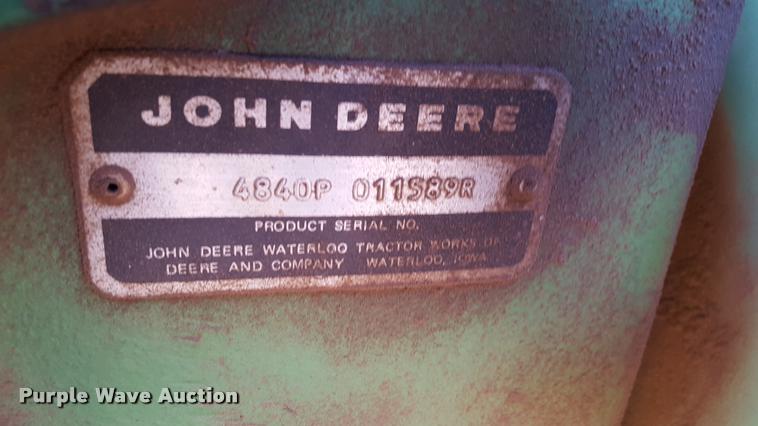 JOHN DEERE
4840P 011589R
PRODUCT SERIAL NO.
JOHN DEERE WATERLOO TRACTOR WORKS OF
DEERE AND COMPANY WATERLOO, IOWA
Purple Wave Auction